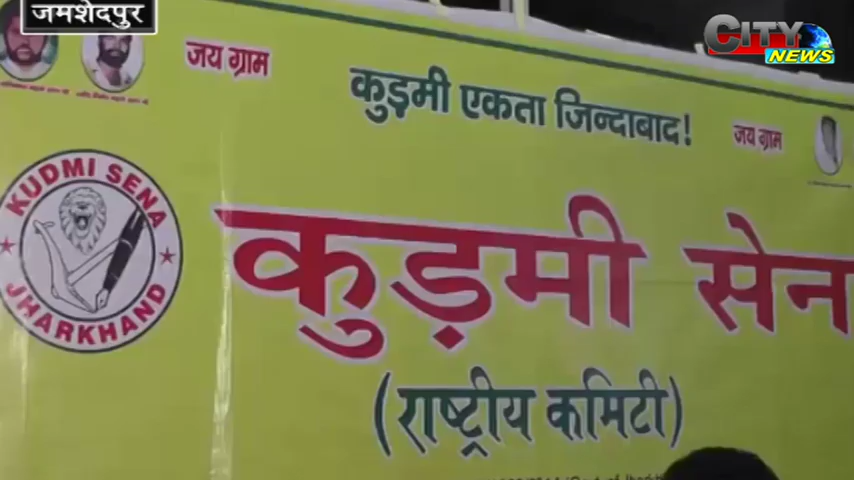 जमशेदपुर
CITY
NEWS
जय ग्राम
कुड़मी एकता जिन्दाबाद!
जय ग्राम
KUDMI SENA
JHARKHAND
कुड़मी सेन
(राष्ट्रीय कमिटी)